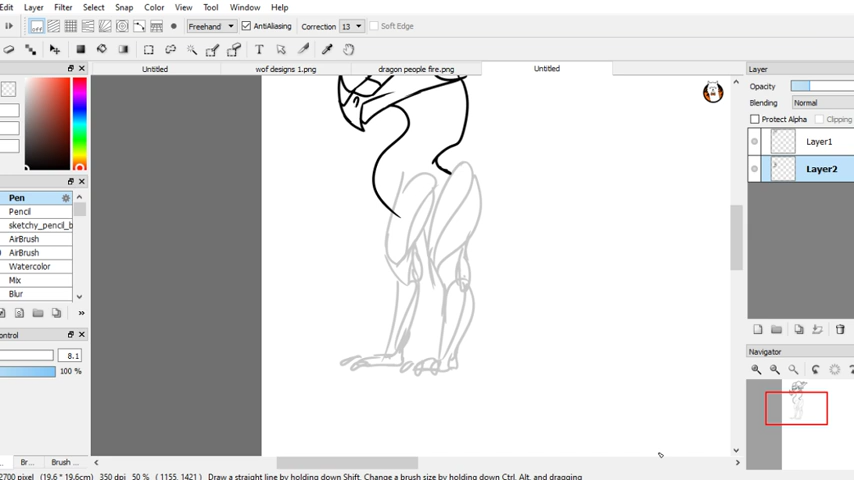 Edit Layer Filter Select Snap Color View Tool Window Help
off Freehand AntiAliasing Correction 13 Soft Edge
T
Untitled wof designs 1.png dragon people fire.png Untitled
Layer
Opacity
Blending Normal
Protect Alpha Clipping
Layer1
Layer2
Pen
Pencil
sketchy_pencil_b
AirBrush
AirBrush
Watercolor
Mix
Blur
ontrol
8.1
100 %
Navigator
Br... Brush ...
2700 pixel (19.6 * 19.6cm) 350 dpi 50 % ( 1155, 1421 ) Draw a straight line by holding down Shift, Change a brush size by holding down Ctrl, Alt, and dragging